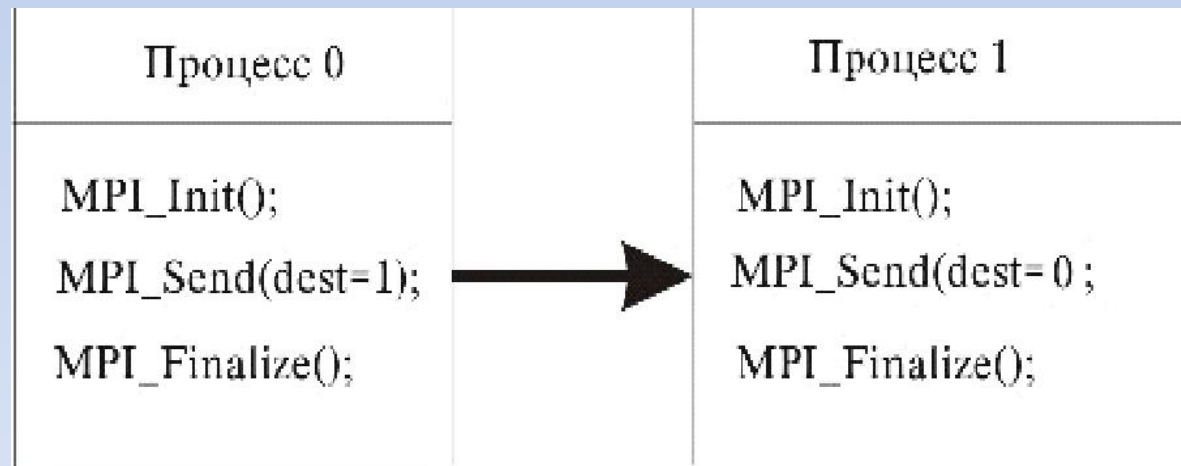 Процесс 0
MPI_Init();
MPI_Send(dest=1);
MPI_Finalize();
Процесс 1
MPI_Init();
MPI_Send(dest=0;
MPI_Finalize();